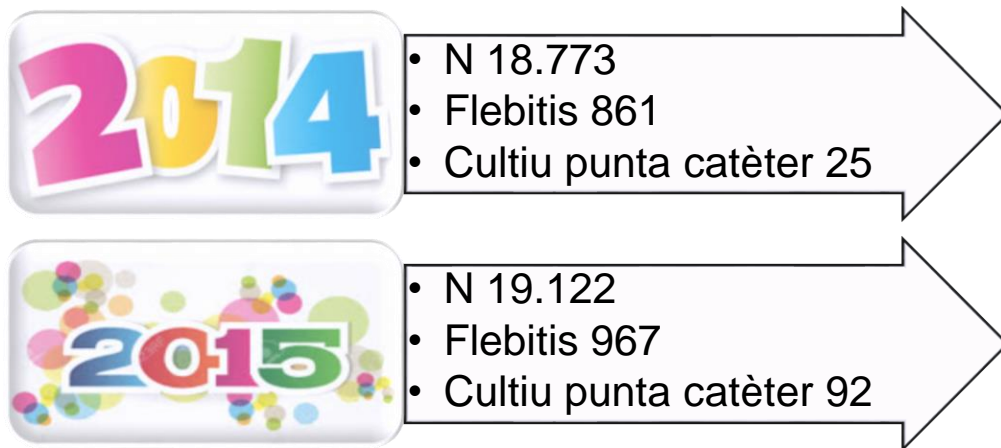 2014
• N 18.773
• Flebitis 861
• Cultiu punta catèter 25
2015
• N 19.122
• Flebitis 967
• Cultiu punta catèter 92